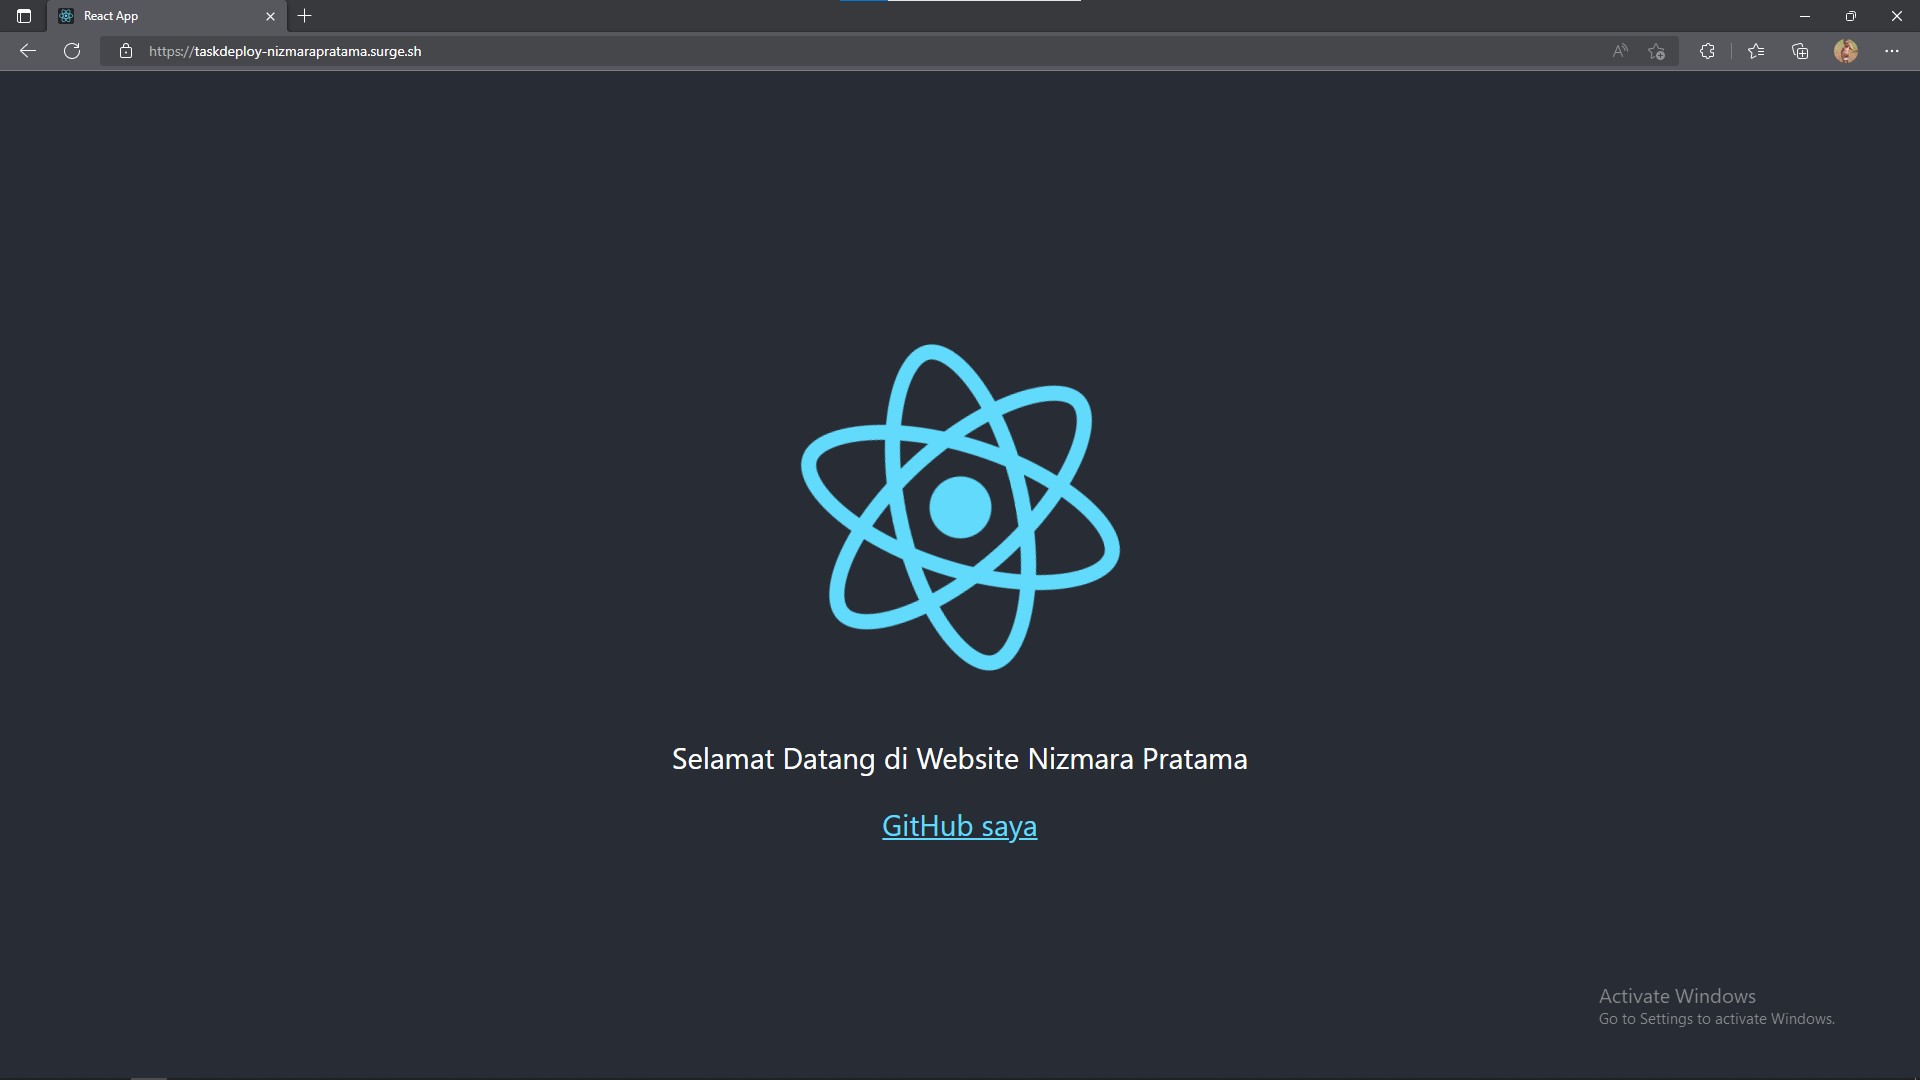 React App
https://taskdeploy-nizmarapratama.surge.sh
Selamat Datang di Website Nizmara Pratama
GitHub saya
Activate Windows
Go to Settings to activate Windows.